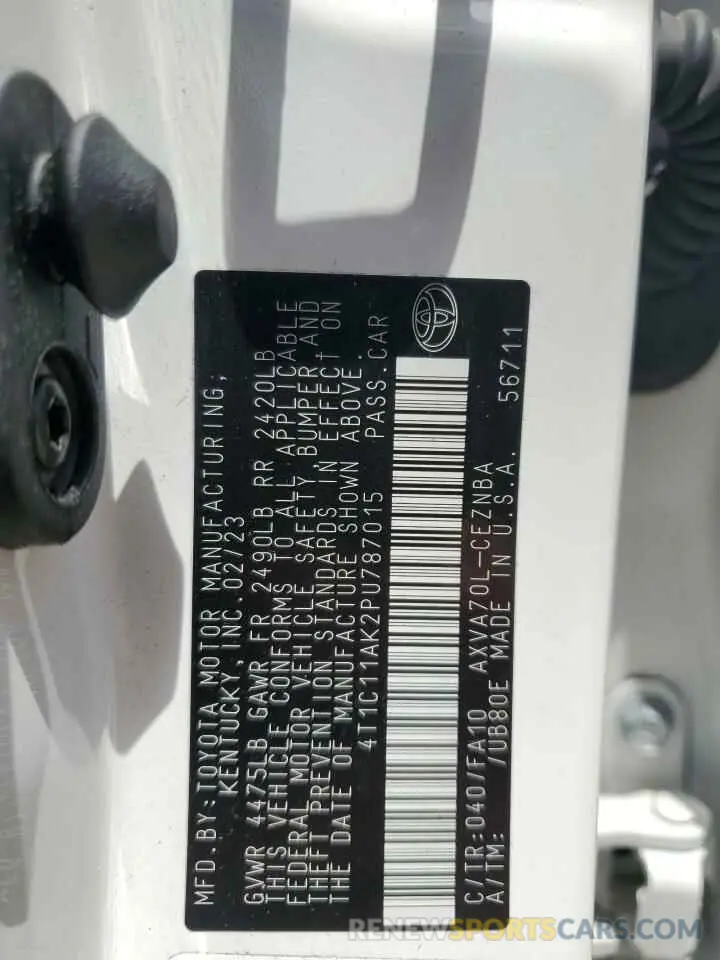 MFD.BY:TOYOTA MOTOR MANUFACTURING,
KENTUCKY,INC.02/23
GVWR 4475LB GAWR FR 2490LB RR 2420LB
THIS VEHICLE CONFORMS TO ALL APPLICABLE
FEDERAL MOTOR VEHICLE SAFETY, BUMPER AND
THEFT PREVENTION STANDARDS IN EFFECT ON
THE DATE OF MANUFACTURE SHOWN ABOVE.
4T1C11AK2PU787015 PASS.CAR
C/TR:040/FA10 AXVA70L-CEZNBA
A/TM: /UB80E MADE IN U.S.A. 56711
RENEWSPORTSCARS.COM